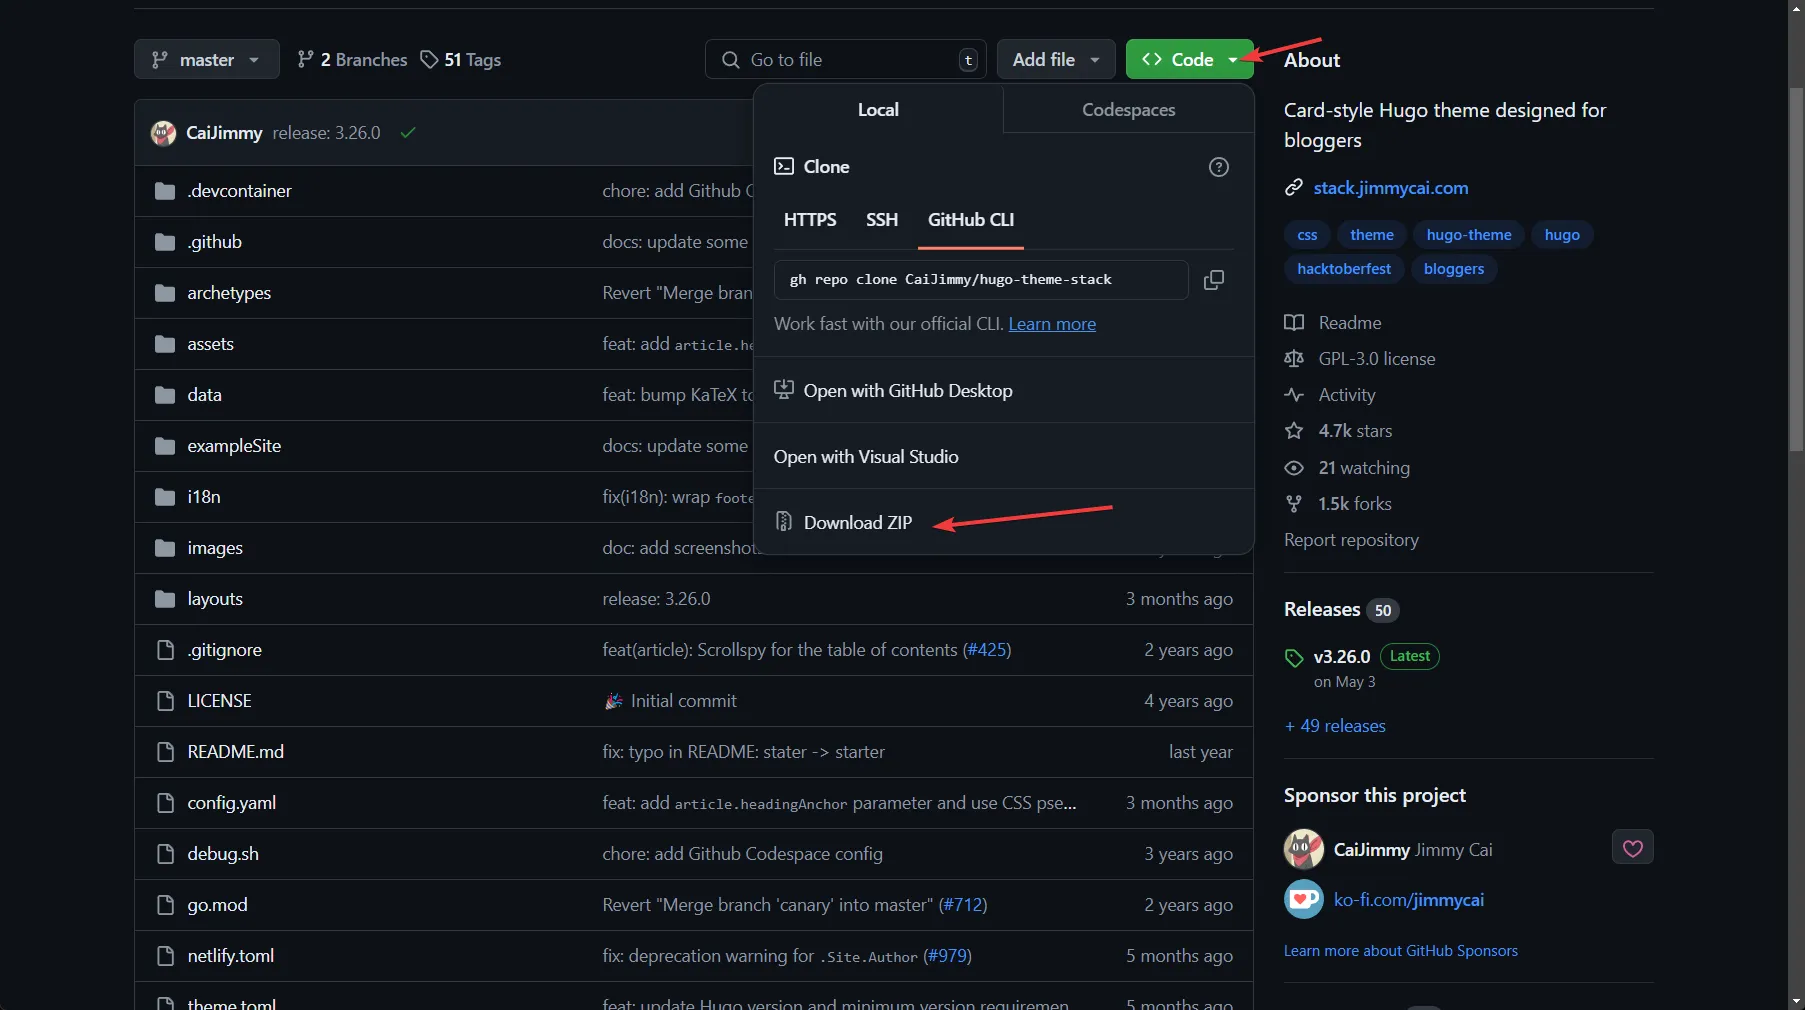 master
2 Branches
51 Tags
Go to file
t
Add file
<> Code
CaiJimmy release: 3.26.0
Local
Codespaces
Clone
HTTPS
SSH
GitHub CLI
gh repo clone CaiJimmy/hugo-theme-stack
Work fast with our official CLI. Learn more
Open with GitHub Desktop
Open with Visual Studio
Download ZIP
.devcontainer
chore: add Github
.github
docs: update some
archetypes
Revert "Merge
assets
feat: add
data
feat: bump KaTeX
exampleSite
docs: update some
i18n
fix(i18n): wrap
images
doc: add
layouts
release: 3.26.0
3 months ago
.gitignore
feat(article): Scrollspy for the table of contents (#425)
2 years ago
LICENSE
Initial commit
4 years ago
README.md
fix: typo in README: stater -> starter
last year
config.yaml
feat: add article.headingAnchor parameter and use CSS pse...
3 months ago
debug.sh
chore: add Github Codespace config
3 years ago
go.mod
Revert "Merge branch 'canary' into master" (#712)
2 years ago
netlify.toml
fix: deprecation warning for .Site.Author (#979)
5 months ago
theme.toml
feat: update Hugo version and minimum version requiremen
5 months ago
About
Card-style Hugo theme designed for
bloggers
stack.jimmycai.com
css
theme
hugo-theme
hugo
hacktoberfest
bloggers
Readme
GPL-3.0 license
Activity
4.7k stars
21 watching
1.5k forks
Report repository
Releases 50
v3.26.0 Latest
on May 3
+ 49 releases
Sponsor this project
CaiJimmy Jimmy Cai
ko-fi.com/jimmycai
Learn more about GitHub Sponsors